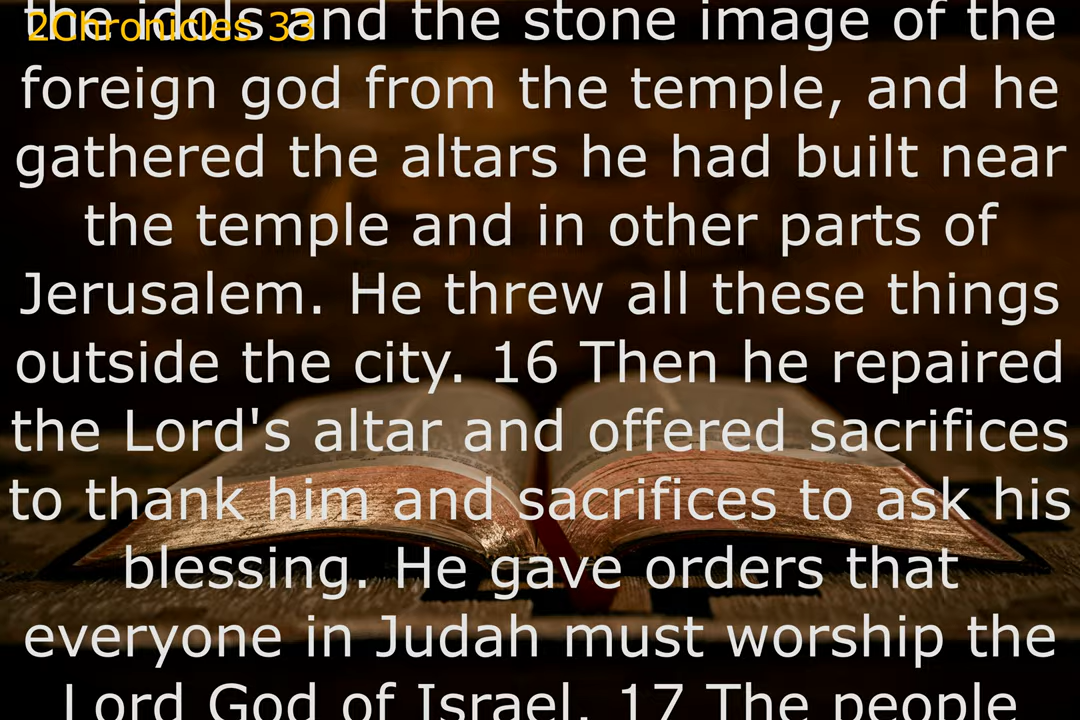 2Chronicles 33
the idols and the stone image of the
foreign god from the temple, and he
gathered the altars he had built near
the temple and in other parts of
Jerusalem. He threw all these things
outside the city. 16 Then he repaired
the Lord's altar and offered sacrifices
to thank him and sacrifices to ask his
blessing. He gave orders that
everyone in Judah must worship the
Lord God of Israel. 17 The people